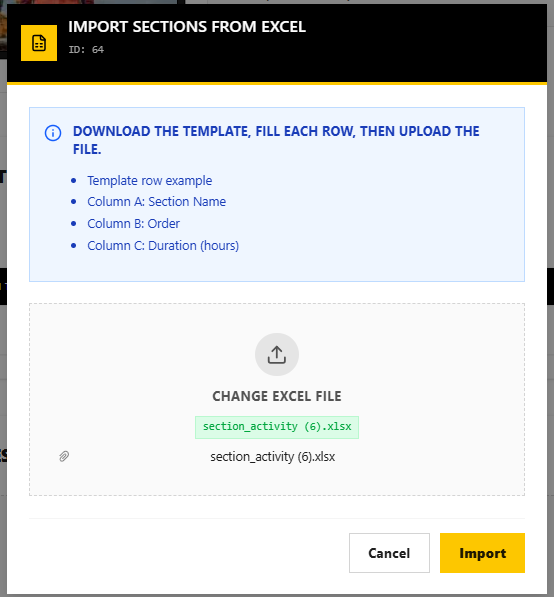 IMPORT SECTIONS FROM EXCEL
ID: 64
DOWNLOAD THE TEMPLATE, FILL EACH ROW, THEN UPLOAD THE
FILE.
Template row example
Column A: Section Name
Column B: Order
Column C: Duration (hours)
CHANGE EXCEL FILE
section_activity (6).xlsx
section_activity (6).xlsx
Cancel
Import